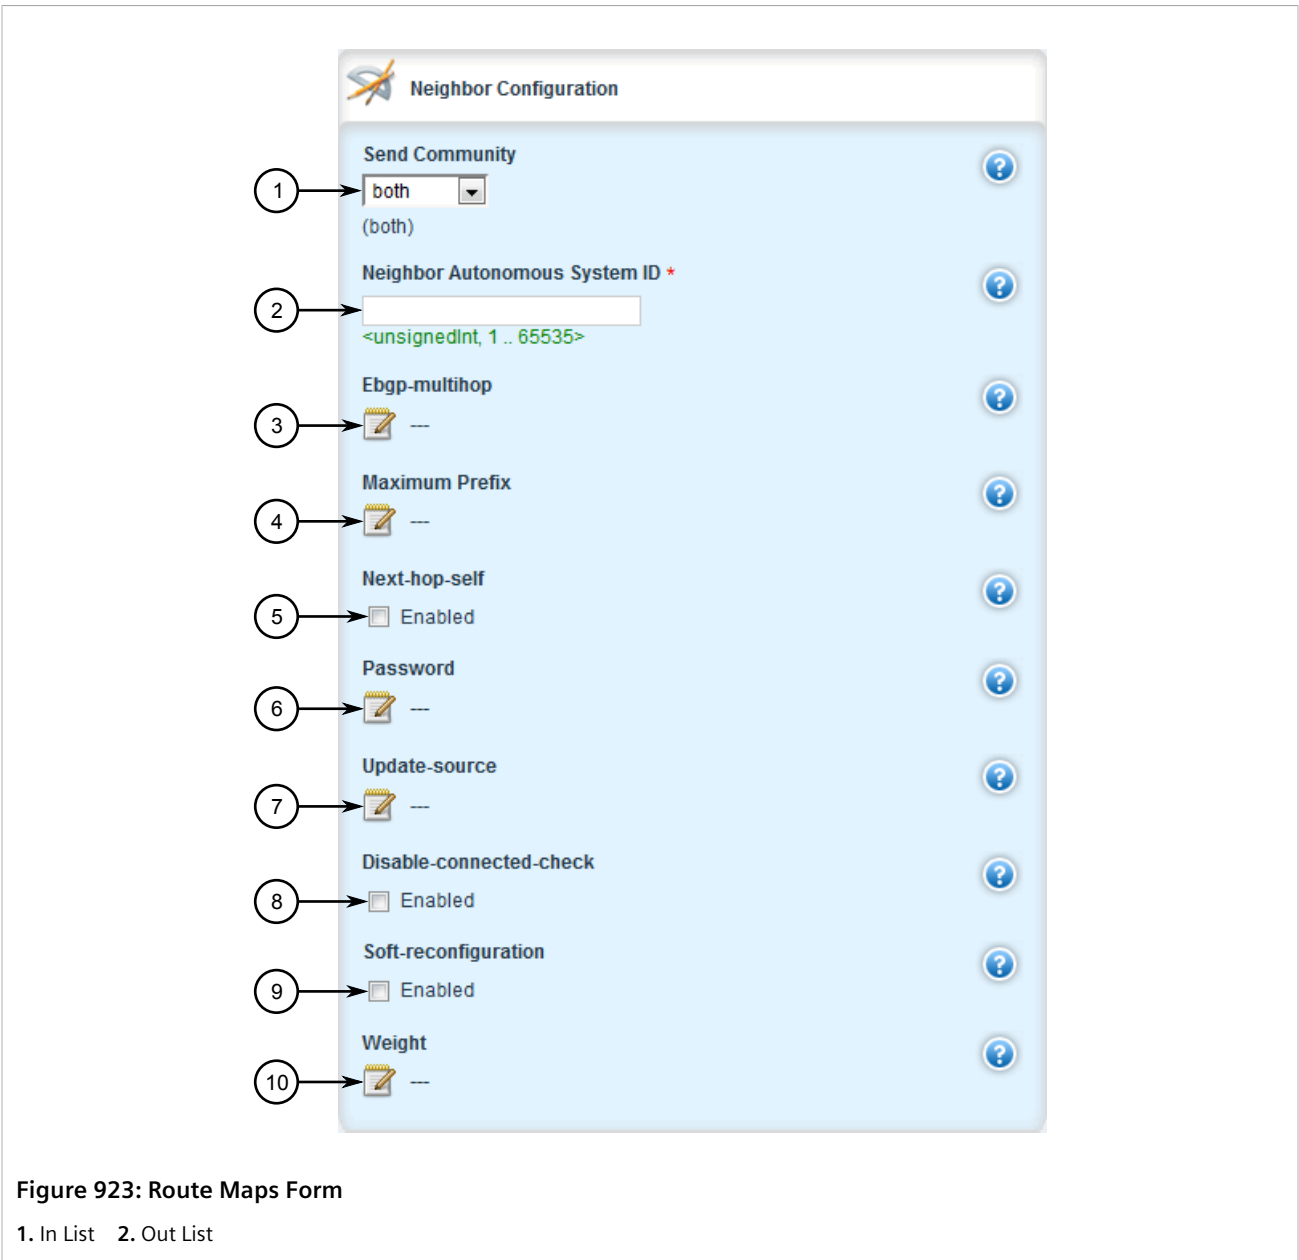 Neighbor Configuration
Send Community
1
both
(both)
Neighbor Autonomous System ID *
2
<unsignedInt, 1 .. 65535>
Ebgp-multihop
3
---
Maximum Prefix
4
---
Next-hop-self
5
Enabled
Password
6
---
Update-source
7
---
Disable-connected-check
8
Enabled
Soft-reconfiguration
9
Enabled
Weight
10
---
Figure 923: Route Maps Form
1. In List 2. Out List